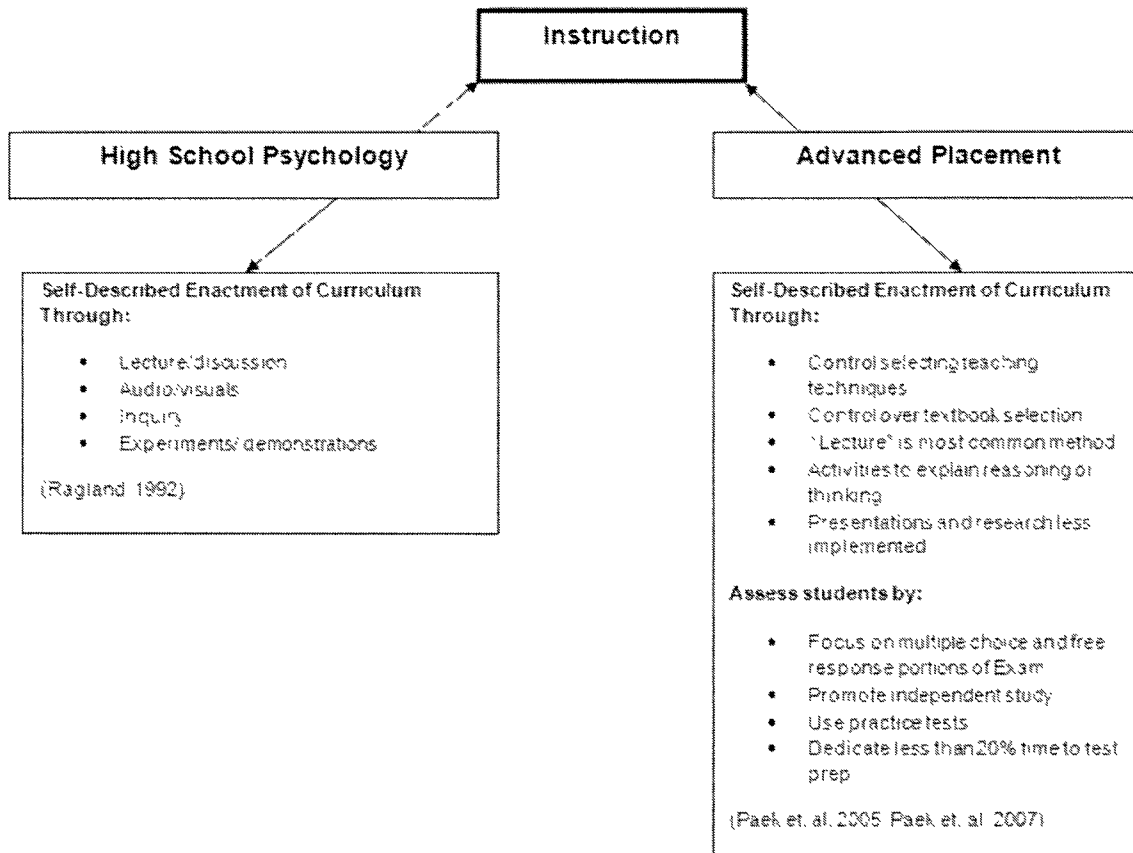 Instruction
High School Psychology
Self-Described Enactment of Curriculum
Through:
• Lecture/discussion
• Audio/visuals
• Inquiry
• Experiments/ demonstrations
(Ragland 1992)
Advanced Placement
Self-Described Enactment of Curriculum
Through:
• Control selecting teaching
techniques
• Control over textbook selection
• "Lecture" is most common method
• Activities to explain reasoning or
thinking
• Presentations and research less
implemented
Assess students by:
• Focus on multiple choice and free
response portions of Exam
• Promote independent study
• Use practice tests
• Dedicate less than 20% time to test
prep
(Paek et. al. 2005 Paek et. al 2007)